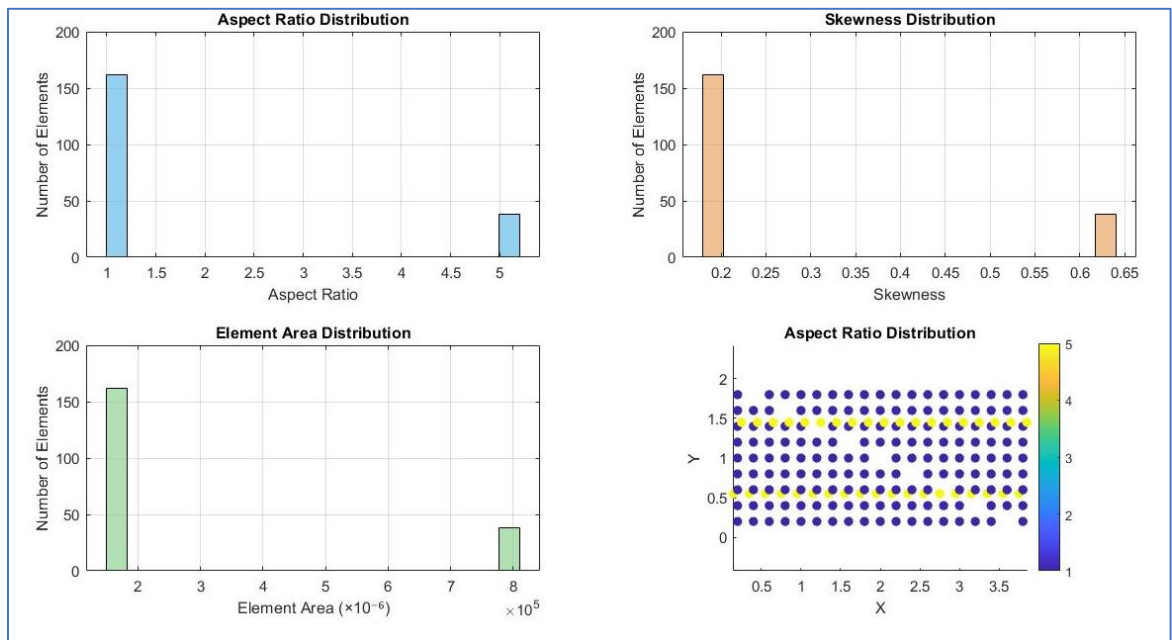 Aspect Ratio Distribution
200
150
100
50
0
Number of Elements
1 1.5 2 2.5 3 3.5 4 4.5 5
Aspect Ratio
Skewness Distribution
200
150
100
50
0
Number of Elements
0.2 0.25 0.3 0.35 0.4 0.45 0.5 0.55 0.6 0.65
Skewness
Element Area Distribution
200
150
100
50
0
Number of Elements
2 3 4 5 6 7 8
Element Area (×10⁻⁶)
×10⁵
Aspect Ratio Distribution
2
1.5
1
0.5
0
Y
0.5 1 1.5 2 2.5 3 3.5
X
5
4
3
2
1